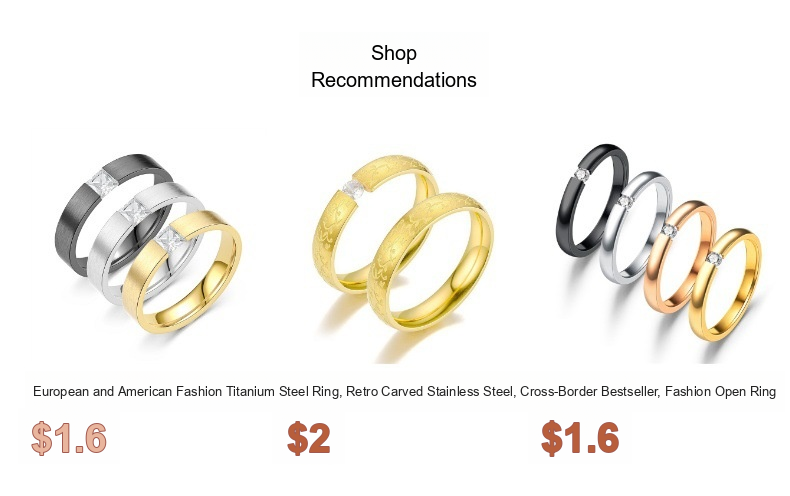 Shop
Recommendations
European and American Fashion Titanium Steel Ring, Retro Carved Stainless Steel, Cross-Border Bestseller, Fashion Open Ring
$1.6
$2
$1.6